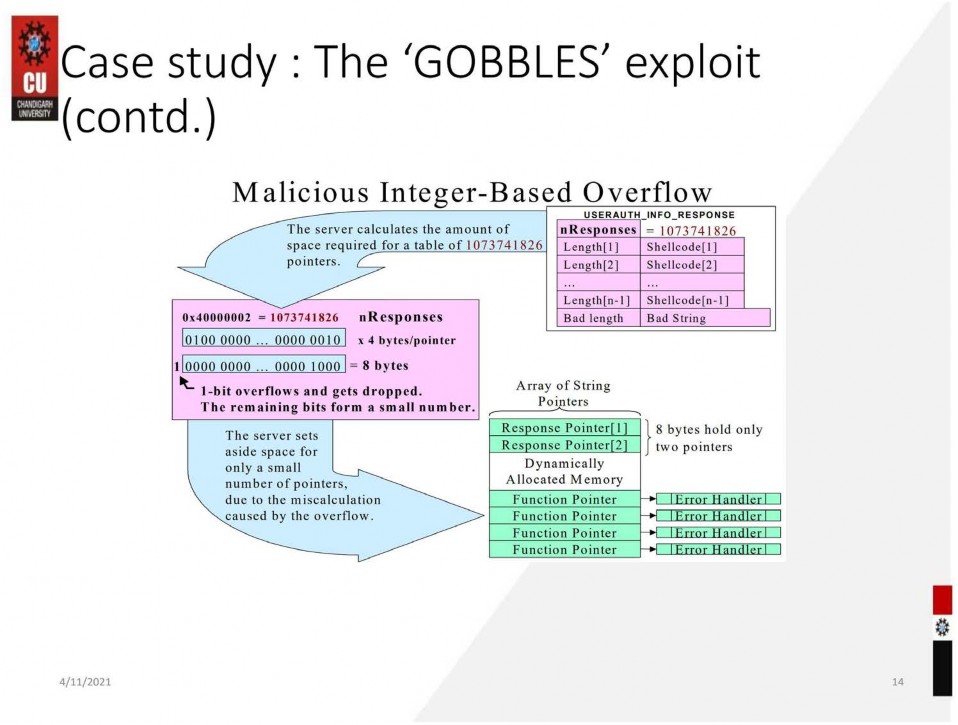 CU
CHANDIGARH
UNIVERSITY
Case study : The ‘GOBBLES’ exploit
(contd.)
Malicious Integer-Based Overflow
The server calculates the amount of
space required for a table of 1073741826
pointers.
USERAUTH_INFO_RESPONSE
nResponses = 1073741826
Length[1] Shellcode[1]
Length[2] Shellcode[2]
... ...
Length[n-1] Shellcode[n-1]
Bad length Bad String
0x40000002 = 1073741826 nResponses
0100 0000 ... 0000 0010 x 4 bytes/pointer
1 0000 0000 ... 0000 1000 = 8 bytes
1-bit overflows and gets dropped.
The remaining bits form a small number.
The server sets
aside space for
only a small
number of pointers,
due to the miscalculation
caused by the overflow.
Array of String
Pointers
Response Pointer[1]
Response Pointer[2]
8 bytes hold only
two pointers
Dynamically
Allocated Memory
Function Pointer Error Handler
Function Pointer Error Handler
Function Pointer Error Handler
Function Pointer Error Handler
4/11/2021
14